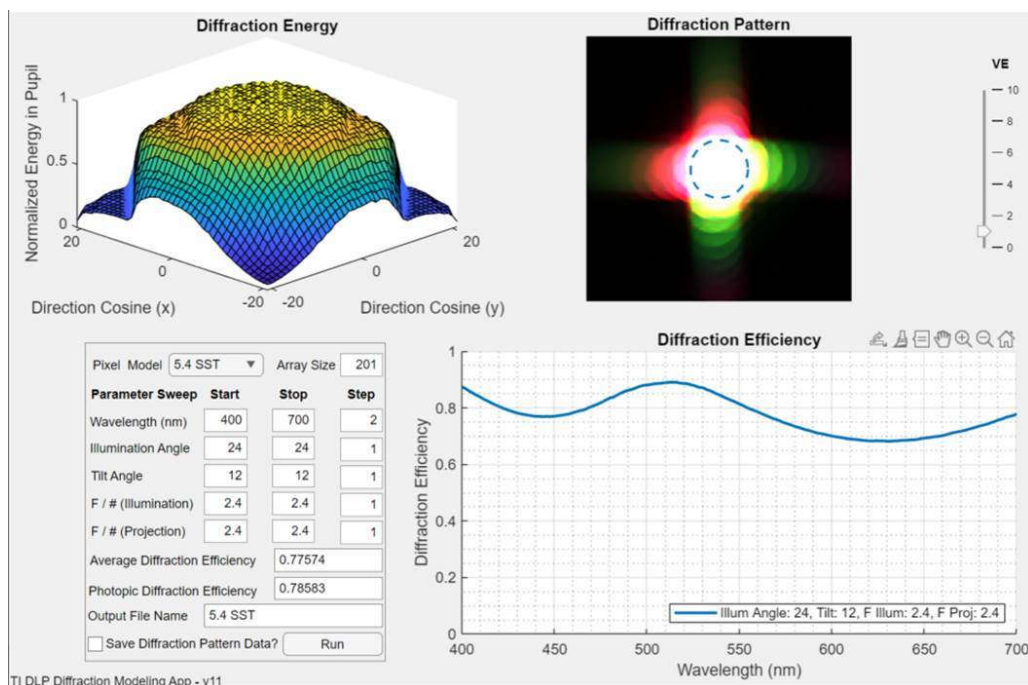 Diffraction Energy
Normalized Energy in Pupil
1
0.5
0
20
0
-20
Direction Cosine (x)
-20
0
20
Direction Cosine (y)
Diffraction Pattern
VE
10
8
6
4
2
0
Pixel Model 5.4 SST Array Size 201
Parameter Sweep Start Stop Step
Wavelength (nm) 400 700 2
Illumination Angle 24 24 1
Tilt Angle 12 12 1
F / # (Illumination) 2.4 2.4 1
F / # (Projection) 2.4 2.4 1
Average Diffraction Efficiency 0.77574
Photopic Diffraction Efficiency 0.78583
Output File Name 5.4 SST
Save Diffraction Pattern Data? Run
TI DLP Diffraction Modeling App - v11
Diffraction Efficiency
Diffraction Efficiency
1
0.8
0.6
0.4
0.2
0
Illum Angle: 24, Tilt: 12, F Illum: 2.4, F Proj: 2.4
400 450 500 550 600 650 700
Wavelength (nm)